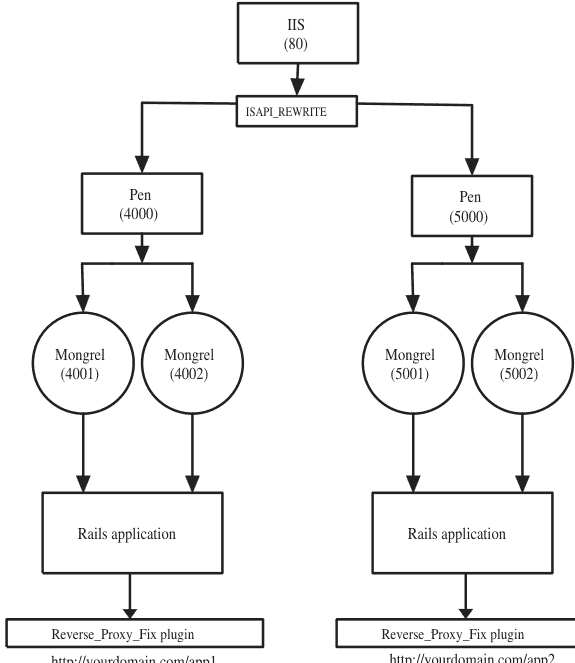 IIS
(80)
ISAPI_REWRITE
Pen
(4000)
Pen
(5000)
Mongrel
(4001)
Mongrel
(4002)
Mongrel
(5001)
Mongrel
(5002)
Rails application
Rails application
Reverse_Proxy_Fix plugin
Reverse_Proxy_Fix plugin
http://yourdomain.com/app1
http://yourdomain.com/app2